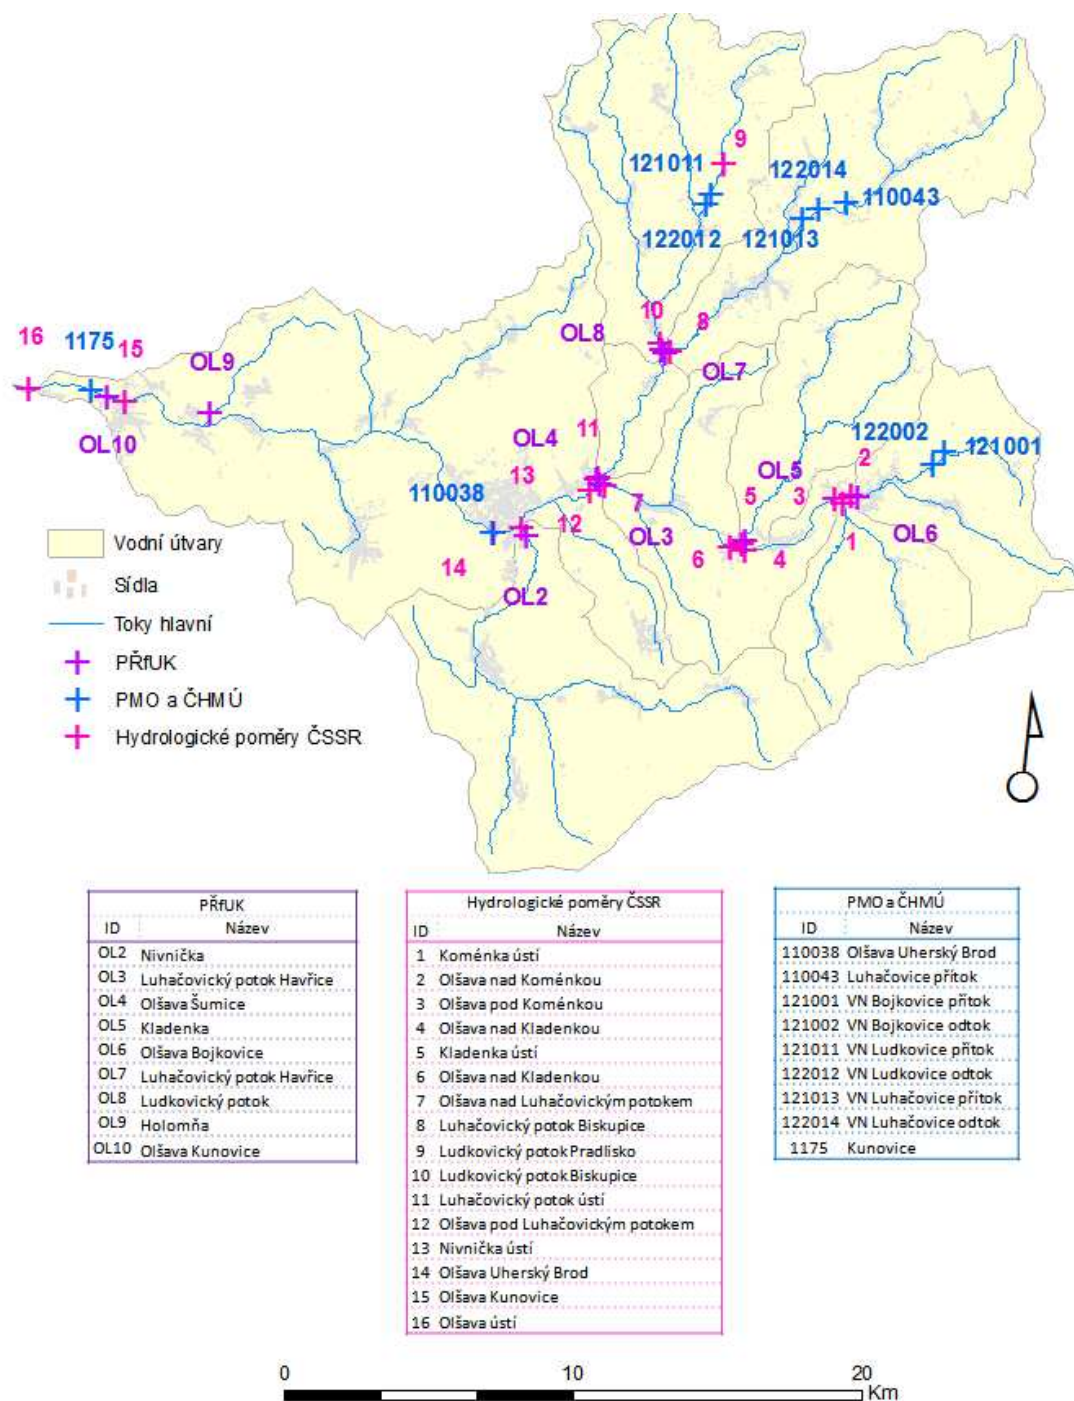 9
121011
122014
110043
122012
121013
10
8
OL8
16
1175
15
OL9
OL7
OL10
11
OL4
122002
2
121001
13
OL5
110038
5
3
7
12
OL3
1
OL6
14
6
4
OL2
Vodní útvary
Sídla
Toky hlavní
PŘfUK
PMO a ČHMÚ
Hydrologické poměry ČSSR
PŘfUK
ID Název
OL2 Nivnička
OL3 Luhačovický potok Havřice
OL4 Olšava Šumice
OL5 Kladenka
OL6 Olšava Bojkovice
OL7 Luhačovický potok Havřice
OL8 Ludkovický potok
OL9 Holomňa
OL10 Olšava Kunovice
Hydrologické poměry ČSSR
ID Název
1 Koménka ústí
2 Olšava nad Koménkou
3 Olšava pod Koménkou
4 Olšava nad Kladenkou
5 Kladenka ústí
6 Olšava nad Kladenkou
7 Olšava nad Luhačovickým potokem
8 Luhačovický potok Biskupice
9 Ludkovický potok Pradlisko
10 Ludkovický potok Biskupice
11 Luhačovický potok ústí
12 Olšava pod Luhačovickým potokem
13 Nivnička ústí
14 Olšava Uherský Brod
15 Olšava Kunovice
16 Olšava ústí
PMO a ČHMÚ
ID Název
110038 Olšava Uherský Brod
110043 Luhačovice přítok
121001 VN Bojkovice přítok
121002 VN Bojkovice odtok
121011 VN Ludkovice přítok
122012 VN Ludkovice odtok
121013 VN Luhačovice přítok
122014 VN Luhačovice odtok
1175 Kunovice
0 10 20
Km